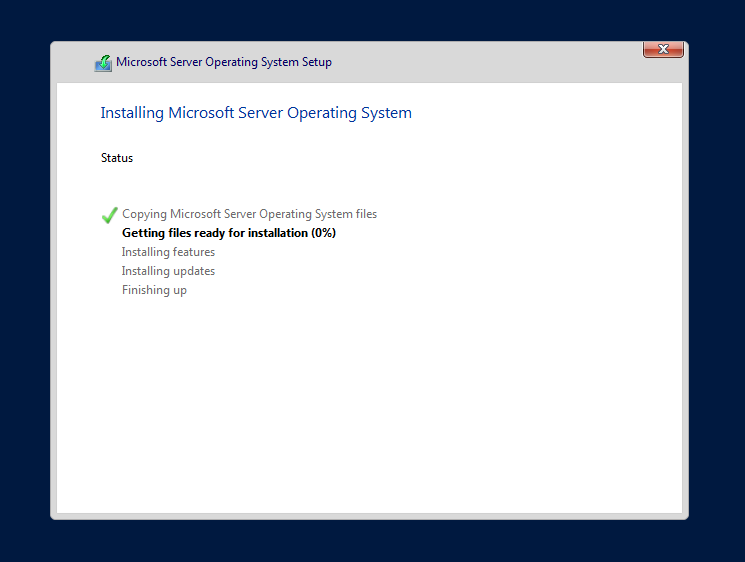 Microsoft Server Operating System Setup
Installing Microsoft Server Operating System
Status
Copying Microsoft Server Operating System files
Getting files ready for installation (0%)
Installing features
Installing updates
Finishing up